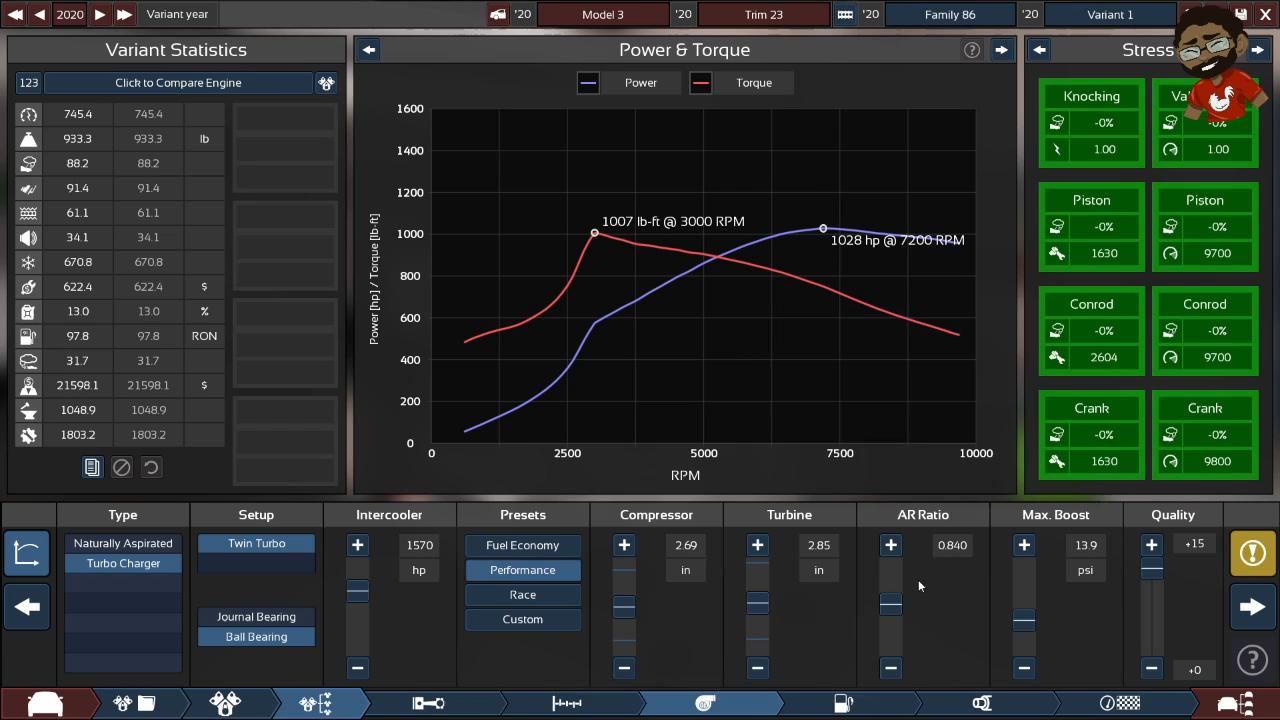 2020 Variant year '20 Model 3 '20 Trim 23 '20 Family 86 '20 Variant 1
Variant Statistics
123 Click to Compare Engine
745.4 745.4
933.3 933.3 lb
88.2 88.2
91.4 91.4
61.1 61.1
34.1 34.1
670.8 670.8
622.4 622.4 $
13.0 13.0 %
97.8 97.8 RON
31.7 31.7
21598.1 21598.1 $
1048.9 1048.9
1803.2 1803.2
Power & Torque ?
Power Torque
1600
1400
1200
1000
800
600
400
200
0
Power [hp] / Torque [lb-ft]
1007 lb-ft @ 3000 RPM
1028 hp @ 7200 RPM
0 2500 5000 7500 10000
RPM
Stress
Knocking
-0% -0%
1.00 1.00
Piston Piston
-0% -0%
1630 9700
Conrod Conrod
-0% -0%
2604 9700
Crank Crank
-0% -0%
1630 9800
Type Setup Intercooler Presets Compressor Turbine AR Ratio Max. Boost Quality
Naturally Aspirated
Turbo Charger
Twin Turbo
Journal Bearing
Ball Bearing
+ 1570
hp
−
Fuel Economy
Performance
Race
Custom
+ 2.69
in
−
+ 2.85
in
−
+ 0.840
−
+ 13.9
psi
−
+ +15
− +0
!
?